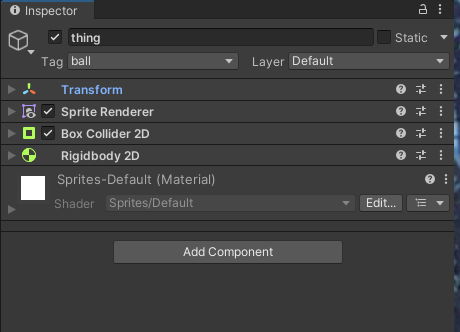 Inspector
thing
Static
Tag ball Layer Default
Transform
Sprite Renderer
Box Collider 2D
Rigidbody 2D
Sprites-Default (Material)
Shader Sprites/Default Edit...
Add Component